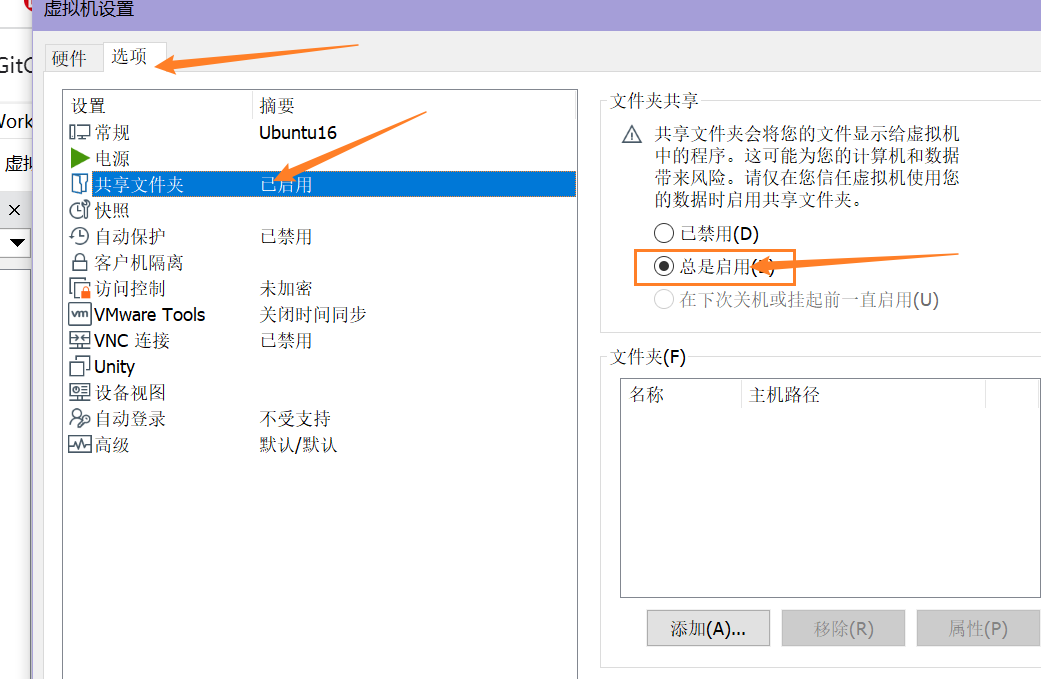 虚拟机设置
硬件
选项
设置 摘要
常规 Ubuntu16
电源
共享文件夹 已启用
快照
自动保护 已禁用
客户机隔离
访问控制 未加密
VMware Tools 关闭时间同步
VNC 连接 已禁用
Unity
设备视图
自动登录 不受支持
高级 默认/默认
文件夹共享
共享文件夹会将您的文件显示给虚拟机
中的程序。这可能为您的计算机和数据
带来风险。请仅在您信任虚拟机使用您
的数据时启用共享文件夹。
已禁用(D)
总是启用
在下次关机或挂起前一直启用(U)
文件夹(F)
名称 主机路径
添加(A)...
移除(R)
属性(P)